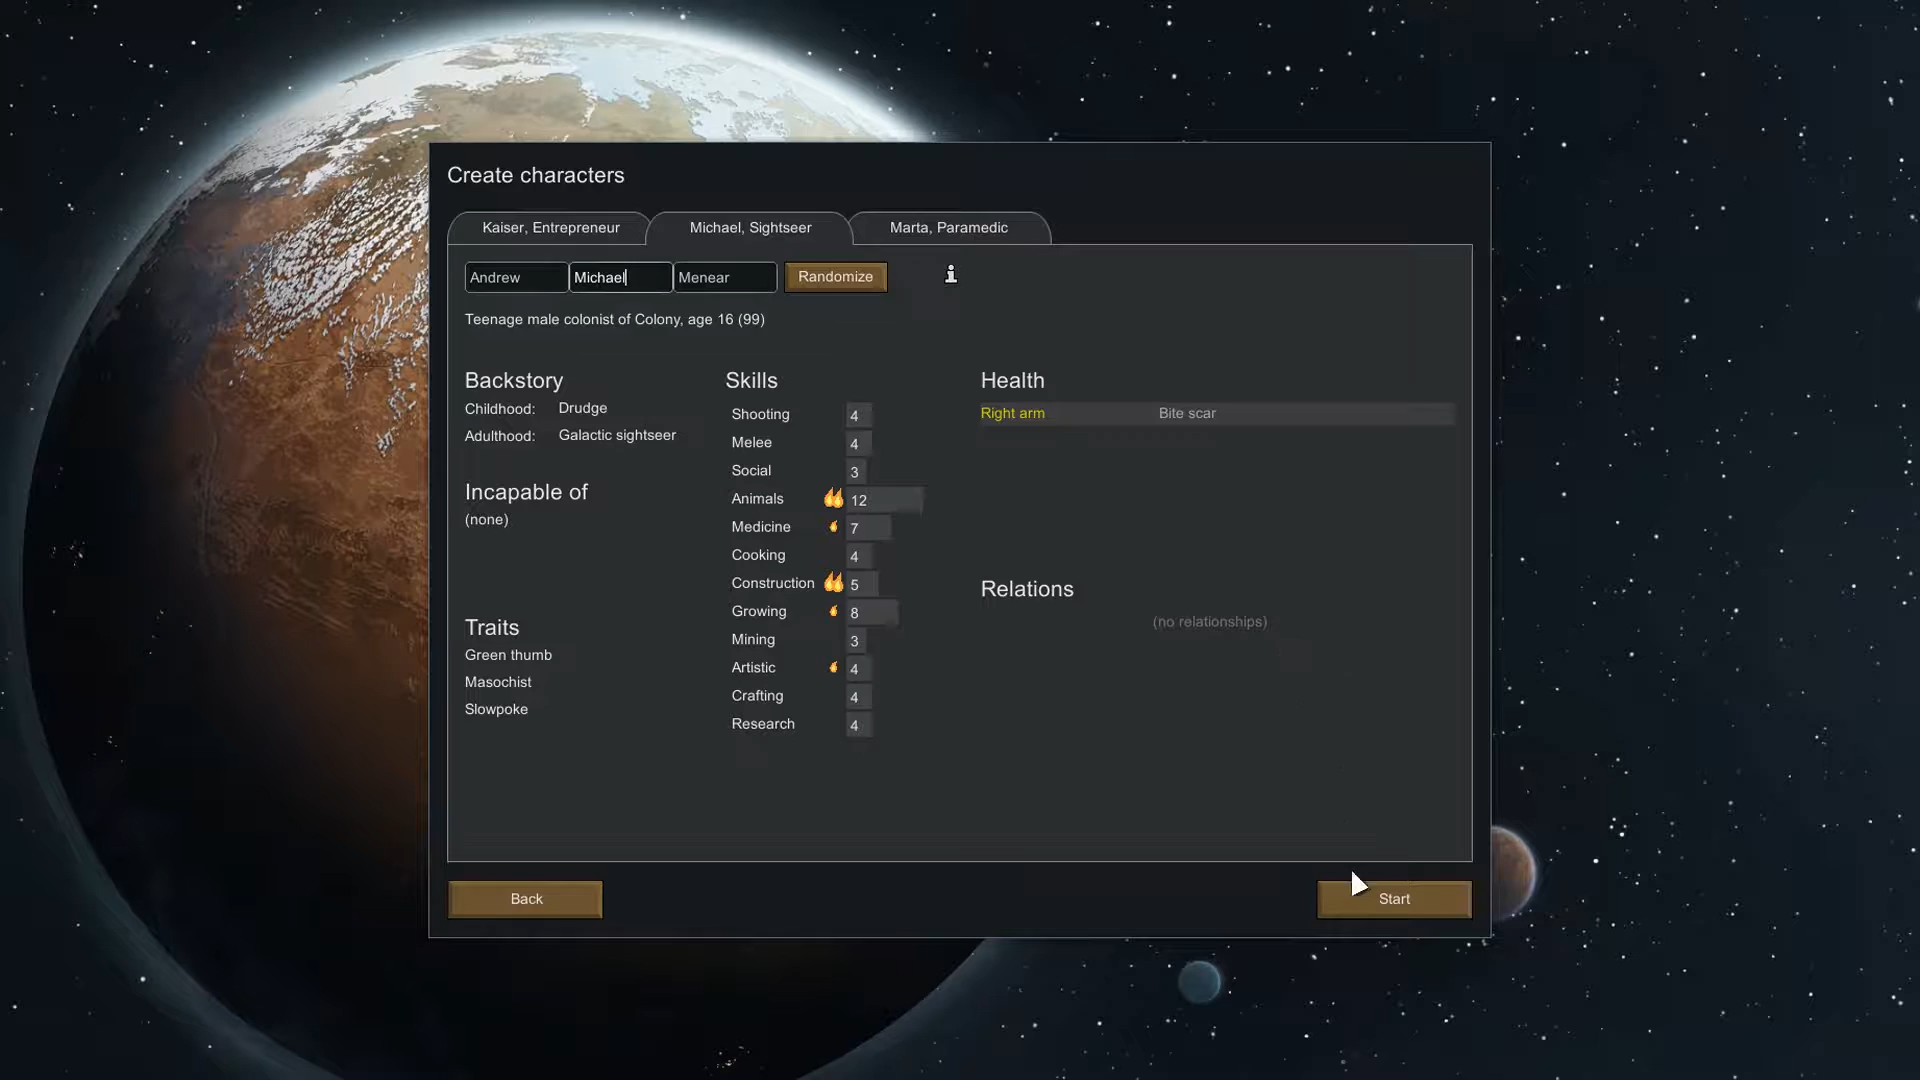 Create characters
Kaiser, Entrepreneur
Michael, Sightseer
Marta, Paramedic
Andrew
Michael
Menear
Randomize
Teenage male colonist of Colony, age 16 (99)
Backstory
Childhood: Drudge
Adulthood: Galactic sightseer
Incapable of
(none)
Traits
Green thumb
Masochist
Slowpoke
Skills
Shooting 4
Melee 4
Social 3
Animals 12
Medicine 7
Cooking 4
Construction 5
Growing 8
Mining 3
Artistic 4
Crafting 4
Research 4
Health
Right arm Bite scar
Relations
(no relationships)
Back
Start